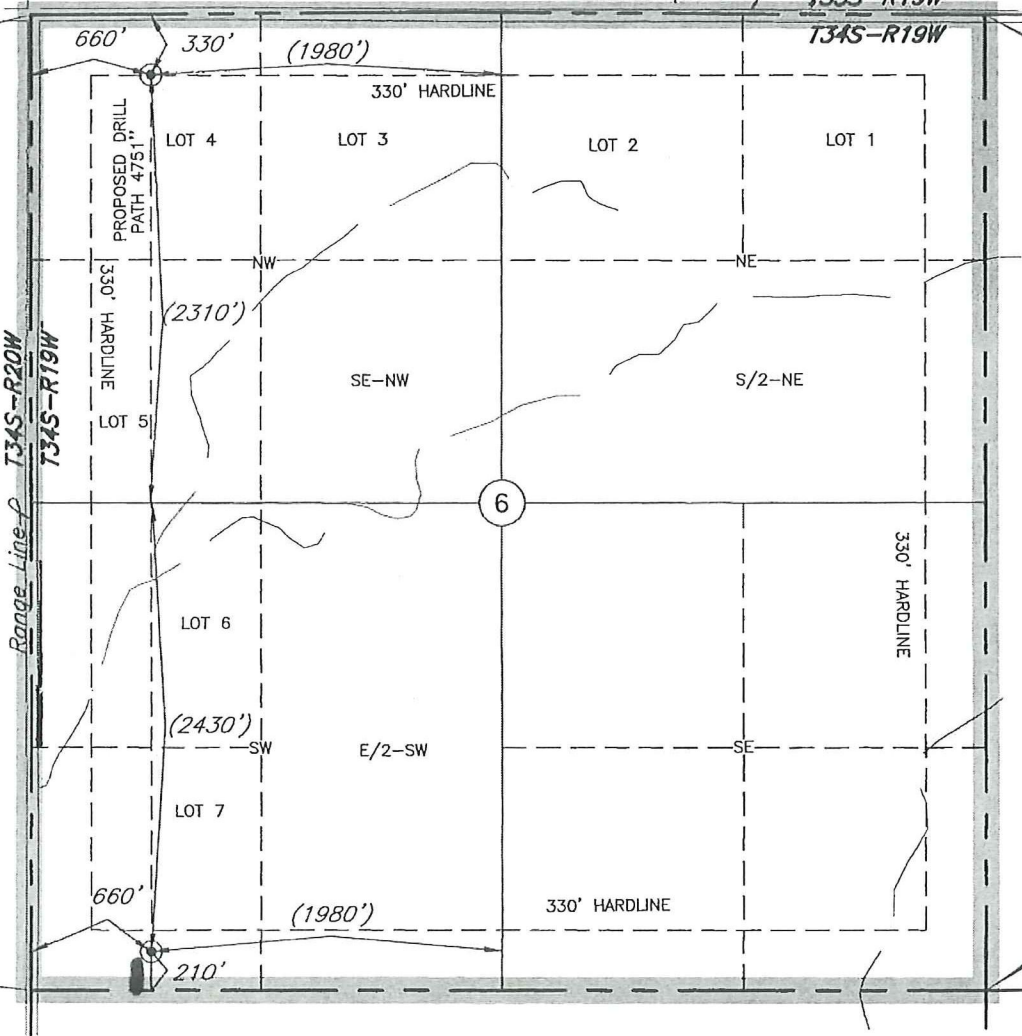 T34S-R19W
660'
330'
(1980')
330' HARDLINE
PROPOSED DRILL
PATH 4751"
LOT 4
LOT 3
LOT 2
LOT 1
NW
NE
330' HARDLINE
(2310')
T34S-R20W
T34S-R19W
SE-NW
S/2-NE
LOT 5
6
Range Line
330' HARDLINE
LOT 6
(2430')
SW
E/2-SW
SE
LOT 7
660'
(1980')
330' HARDLINE
210'